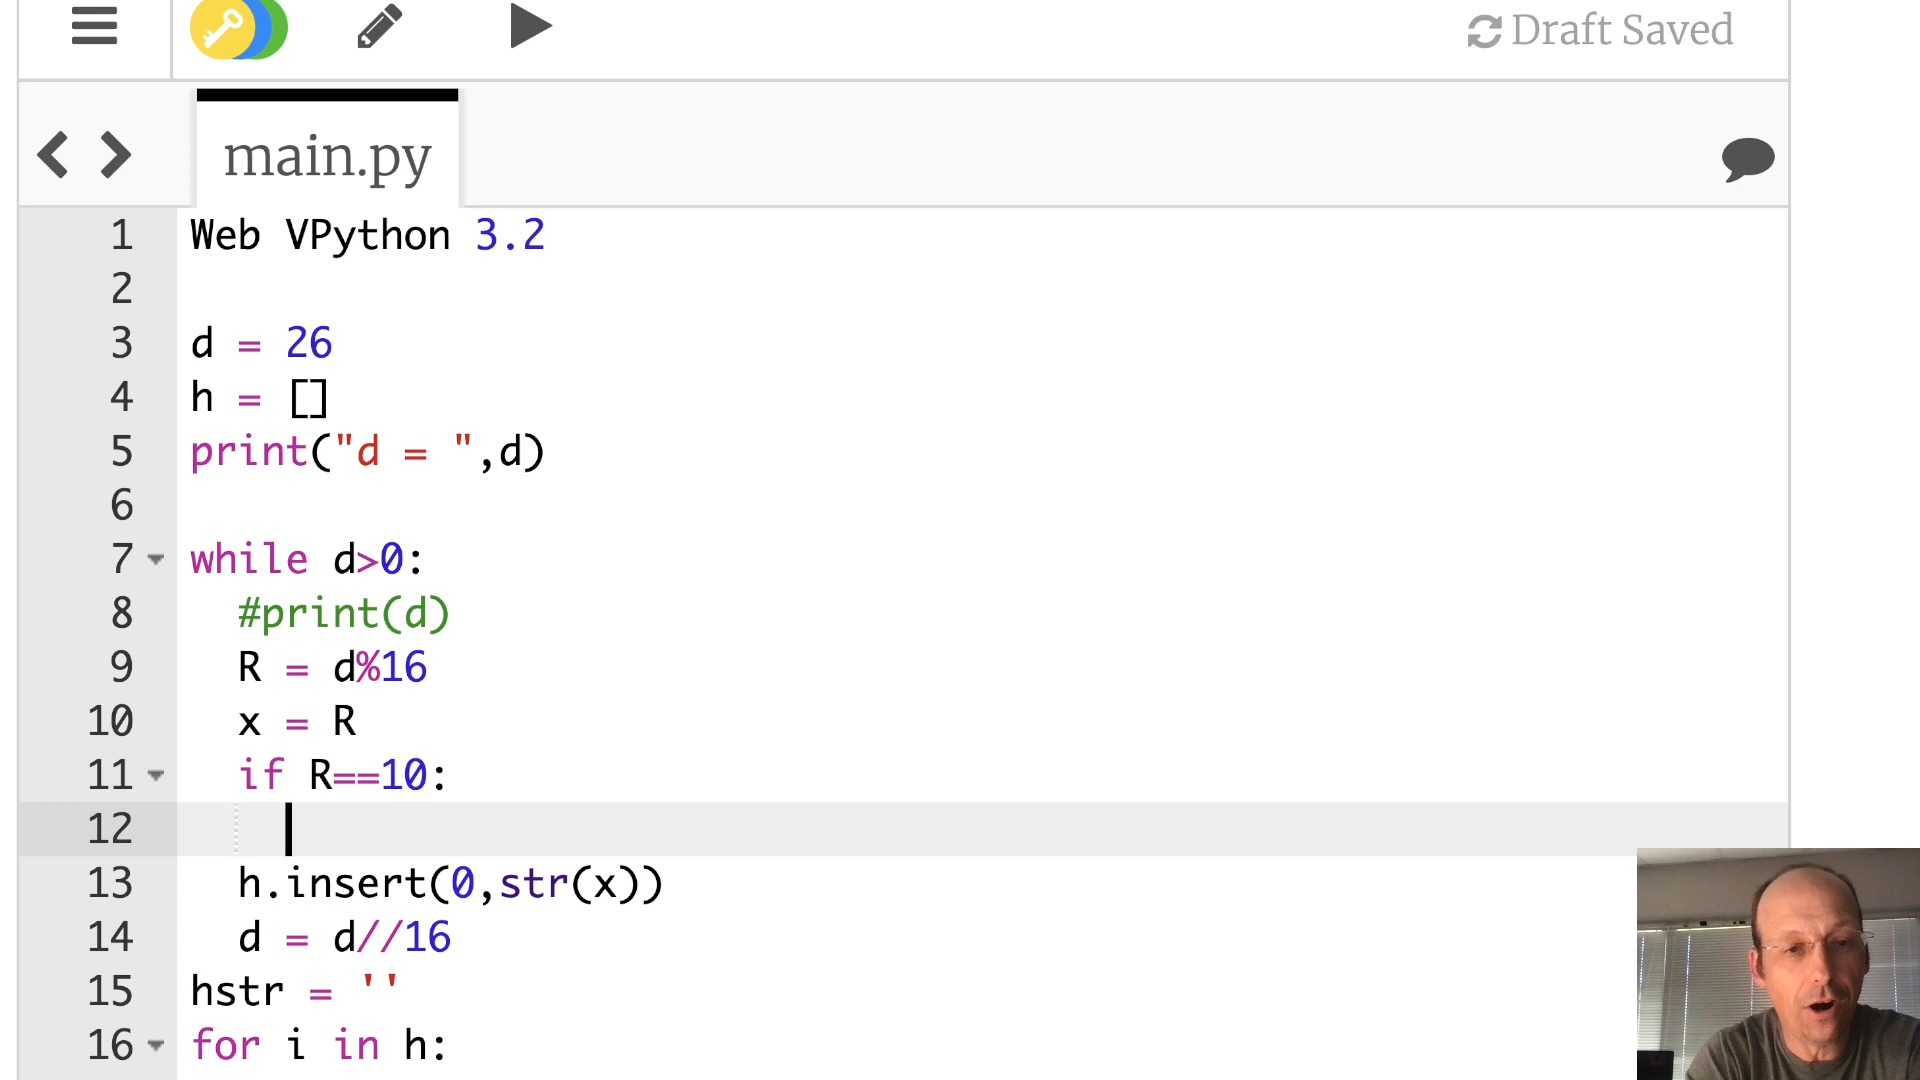 Draft Saved
main.py
1 Web VPython 3.2
2
3 d = 26
4 h = []
5 print("d = ",d)
6
7 while d>0:
8   #print(d)
9   R = d%16
10   x = R
11   if R==10:
12
13   h.insert(0,str(x))
14   d = d//16
15 hstr = ''
16 for i in h: